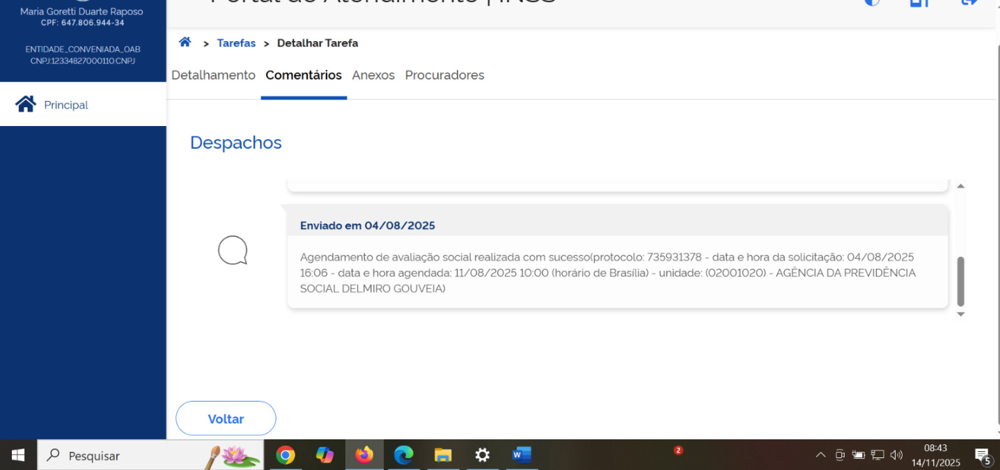 Maria Goretti Duarte Raposo
CPF: 647.806.944-34
ENTIDADE_CONVENIADA_OAB
CNPJ:12334827000110 CNPJ
Principal
Portal de Atendimento | INSS
> Tarefas > Detalhar Tarefa
Detalhamento Comentários Anexos Procuradores
Despachos
Enviado em 04/08/2025
Agendamento de avaliação social realizada com sucesso(protocolo: 735931378 - data e hora da solicitação: 04/08/2025
16:06 - data e hora agendada: 11/08/2025 10:00 (horário de Brasília) - unidade: (02001020) - AGÊNCIA DA PREVIDÊNCIA
SOCIAL DELMIRO GOUVEIA)
Voltar
Pesquisar
W
2
08:43
14/11/2025
5